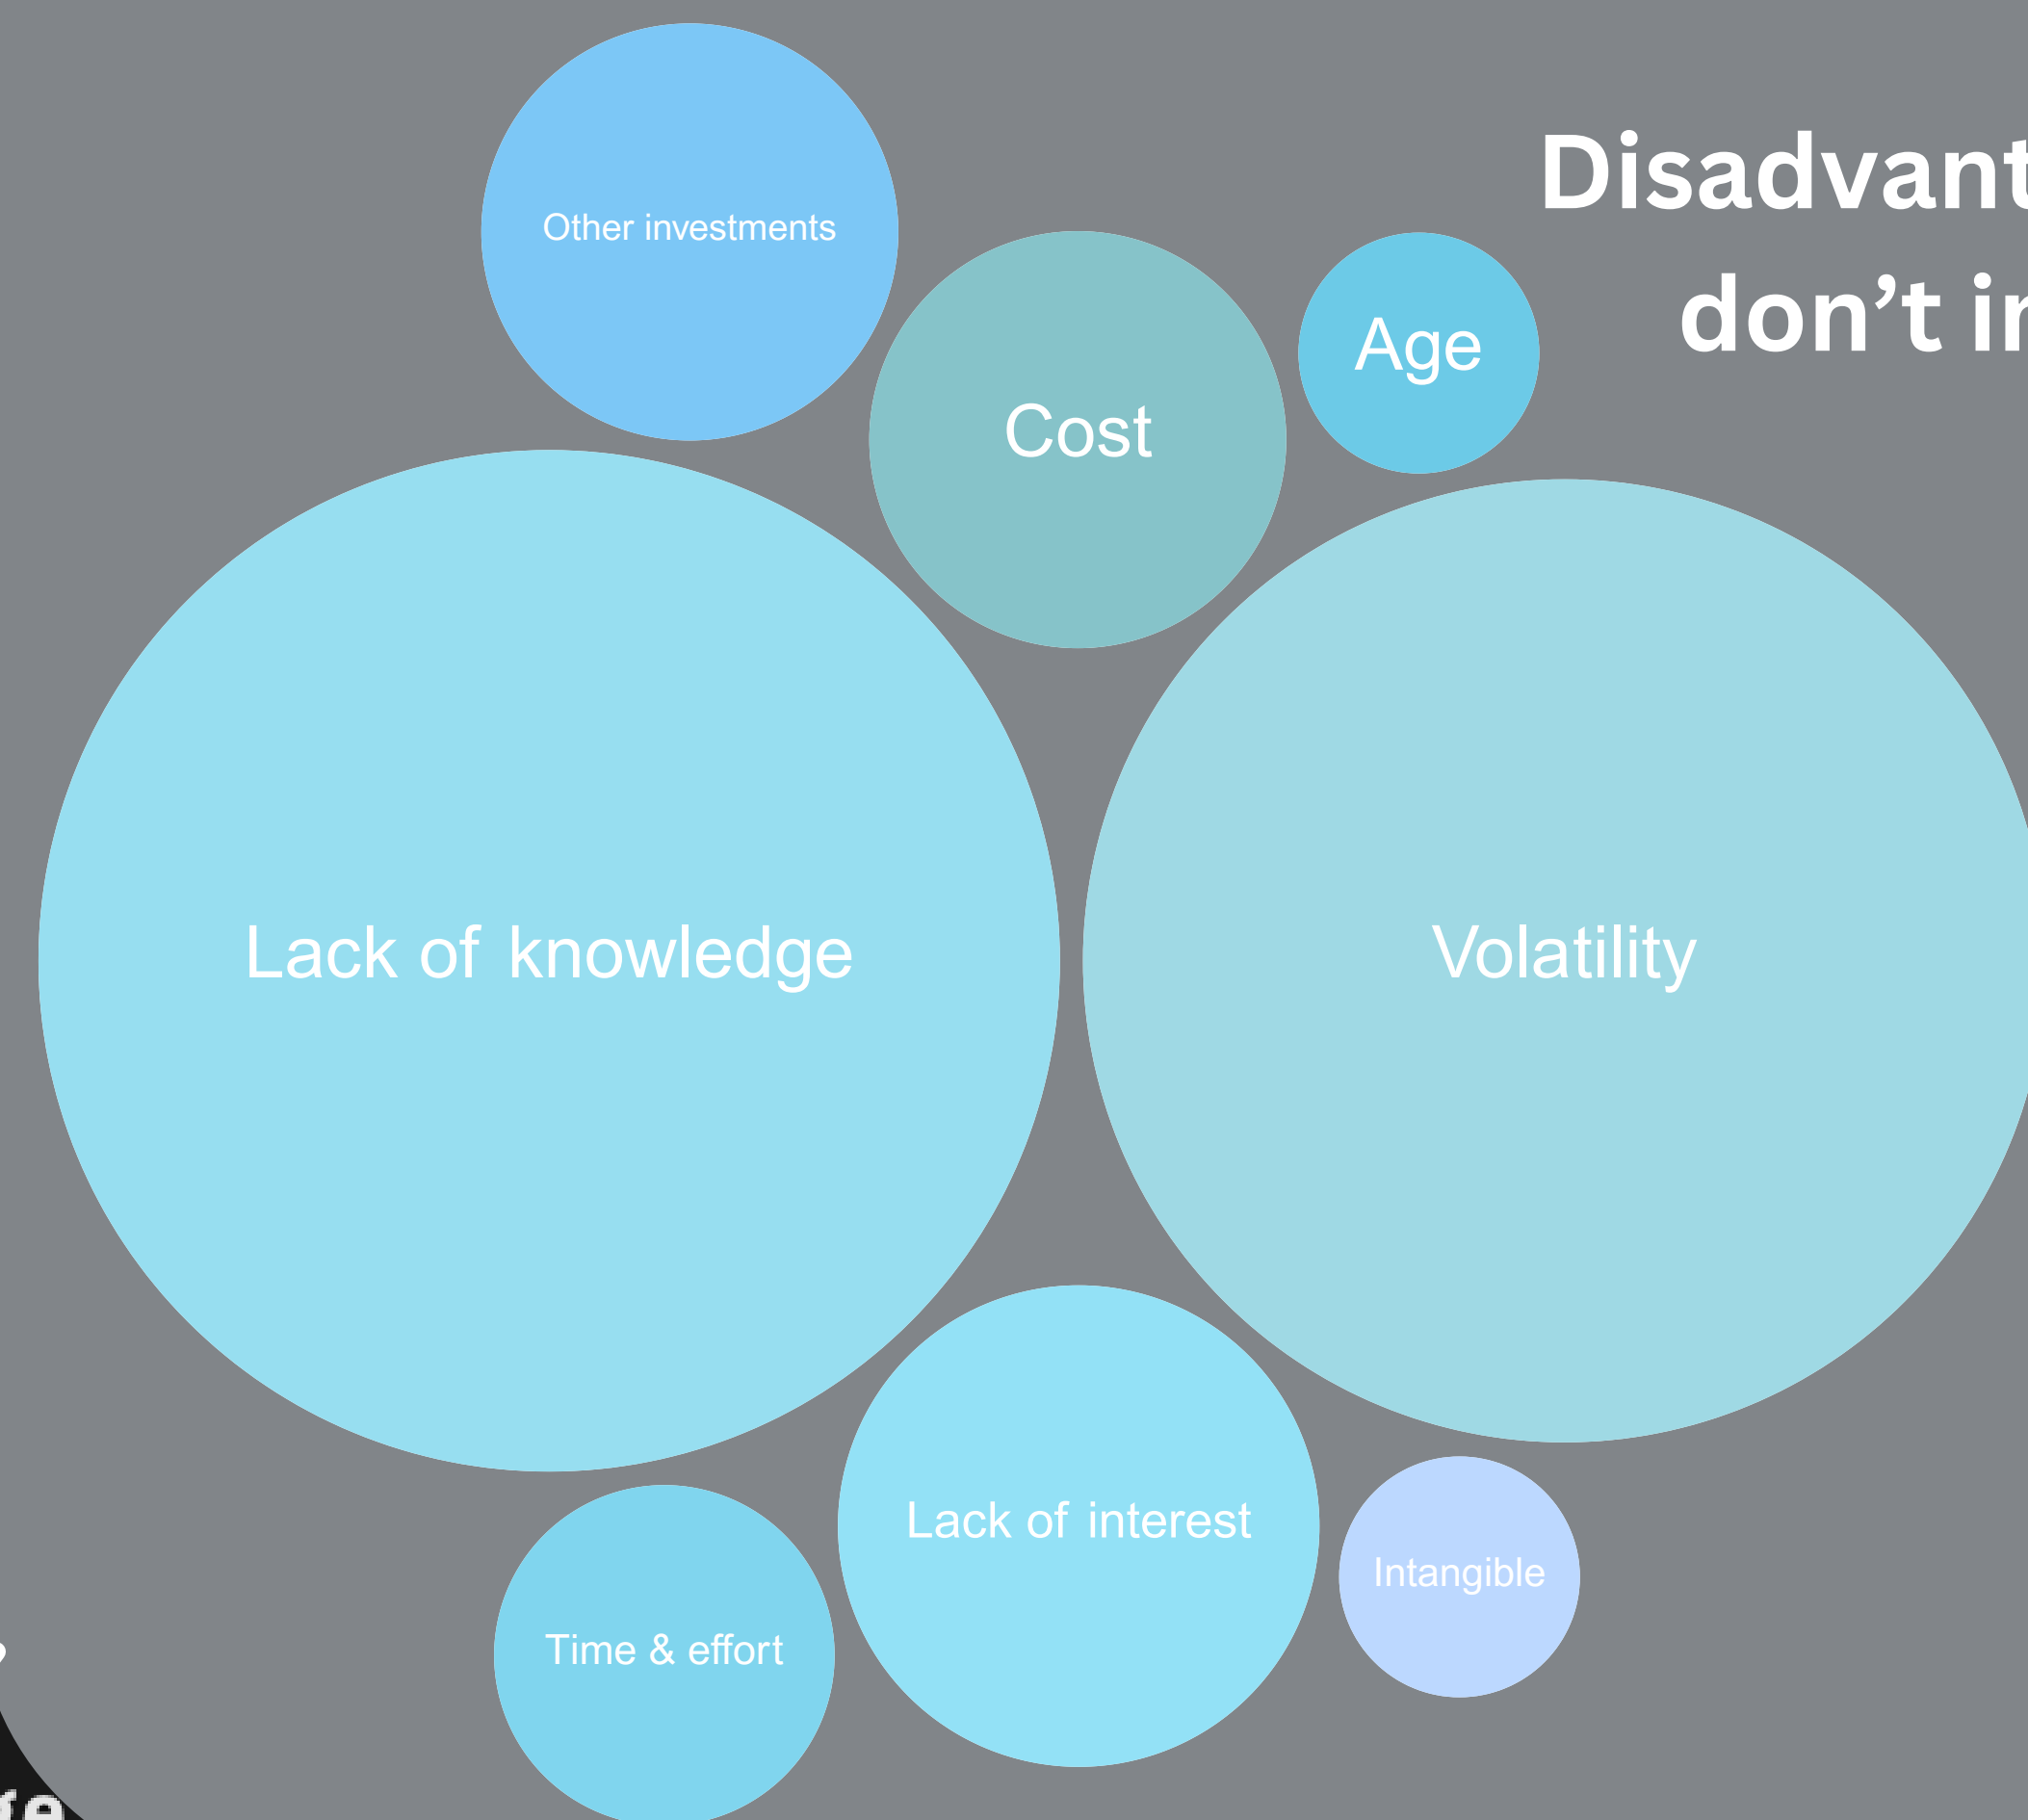 Disadvant
don't in
Other investments
Age
Cost
Lack of knowledge
Volatility
Lack of interest
Intangible
Time & effort